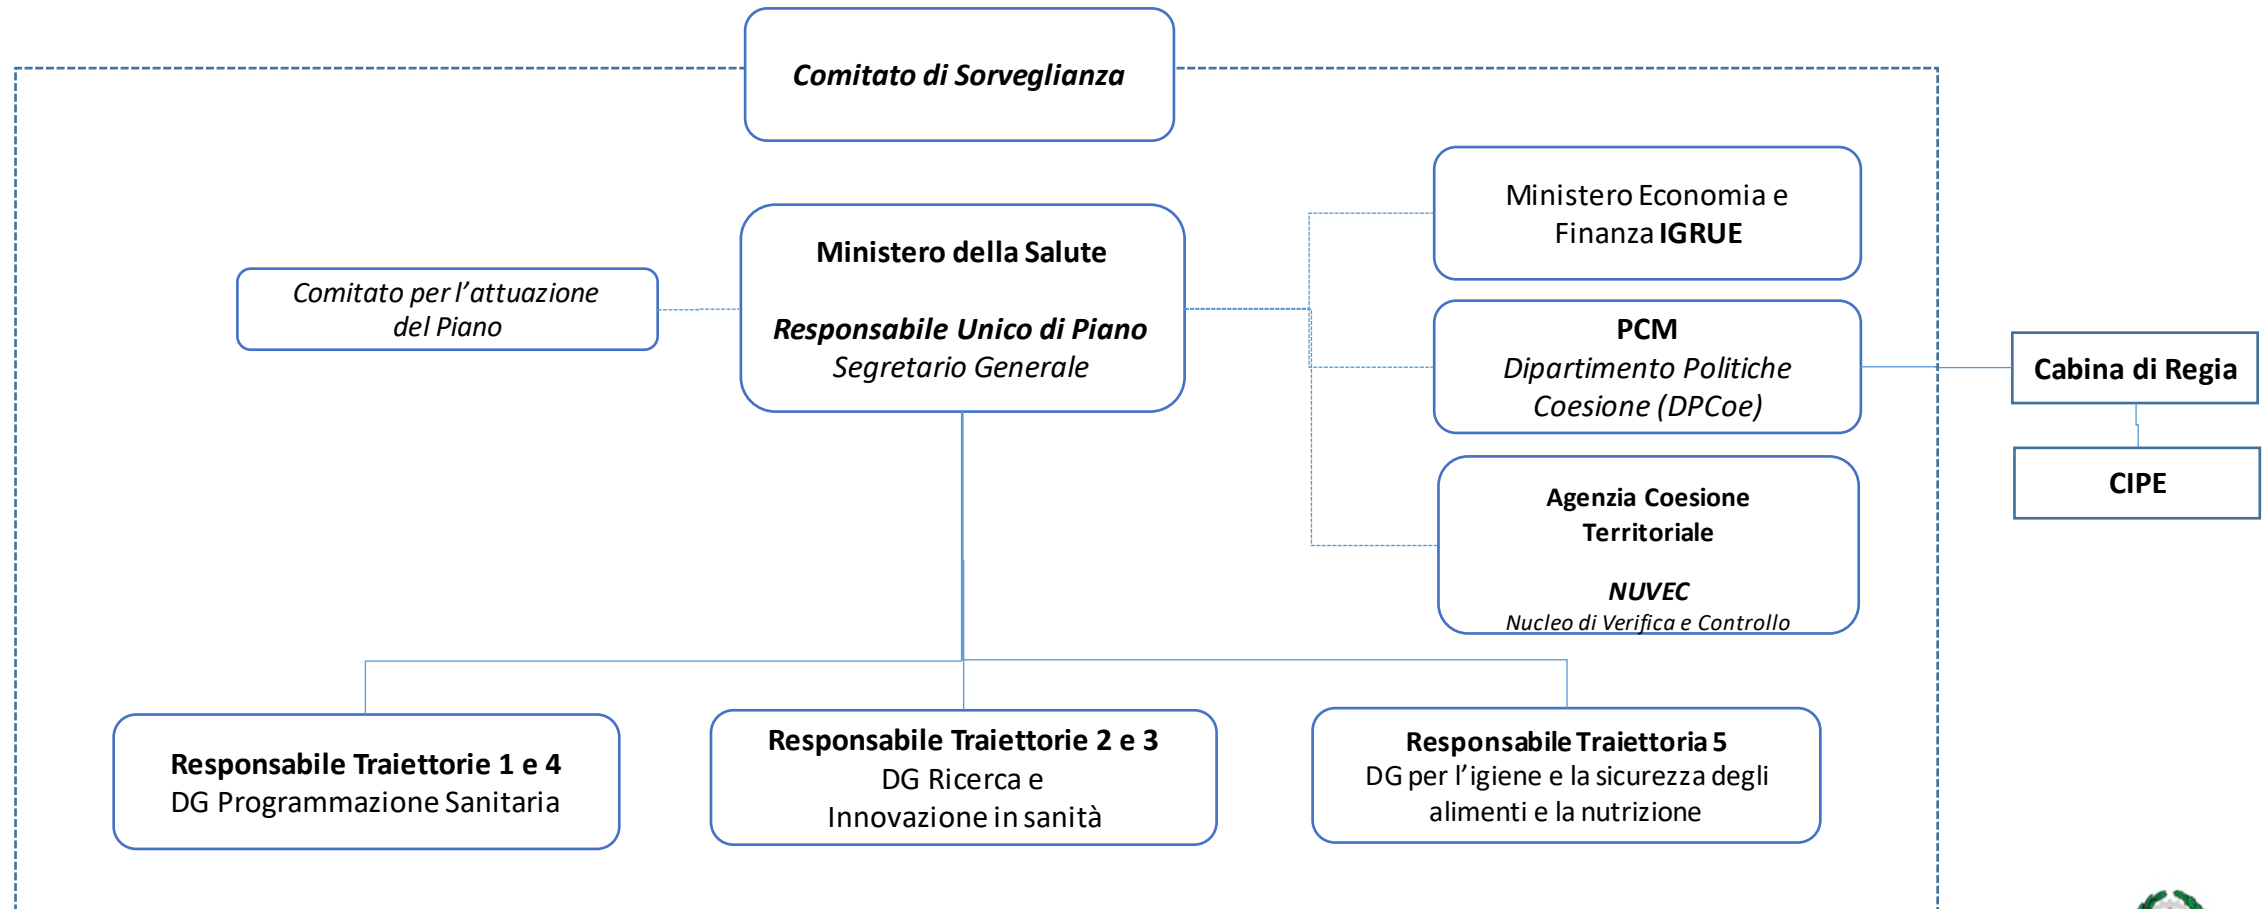 Comitato di Sorveglianza
Ministero Economia e
Finanza IGRUE
Ministero della Salute
Responsabile Unico di Piano
Segretario Generale
Comitato per l’attuazione
del Piano
PCM
Dipartimento Politiche
Coesione (DPCoe)
Cabina di Regia
CIPE
Agenzia Coesione
Territoriale
NUVEC
Nucleo di Verifica e Controllo
Responsabile Traiettorie 1 e 4
DG Programmazione Sanitaria
Responsabile Traiettorie 2 e 3
DG Ricerca e
Innovazione in sanità
Responsabile Traiettoria 5
DG per l’igiene e la sicurezza degli
alimenti e la nutrizione